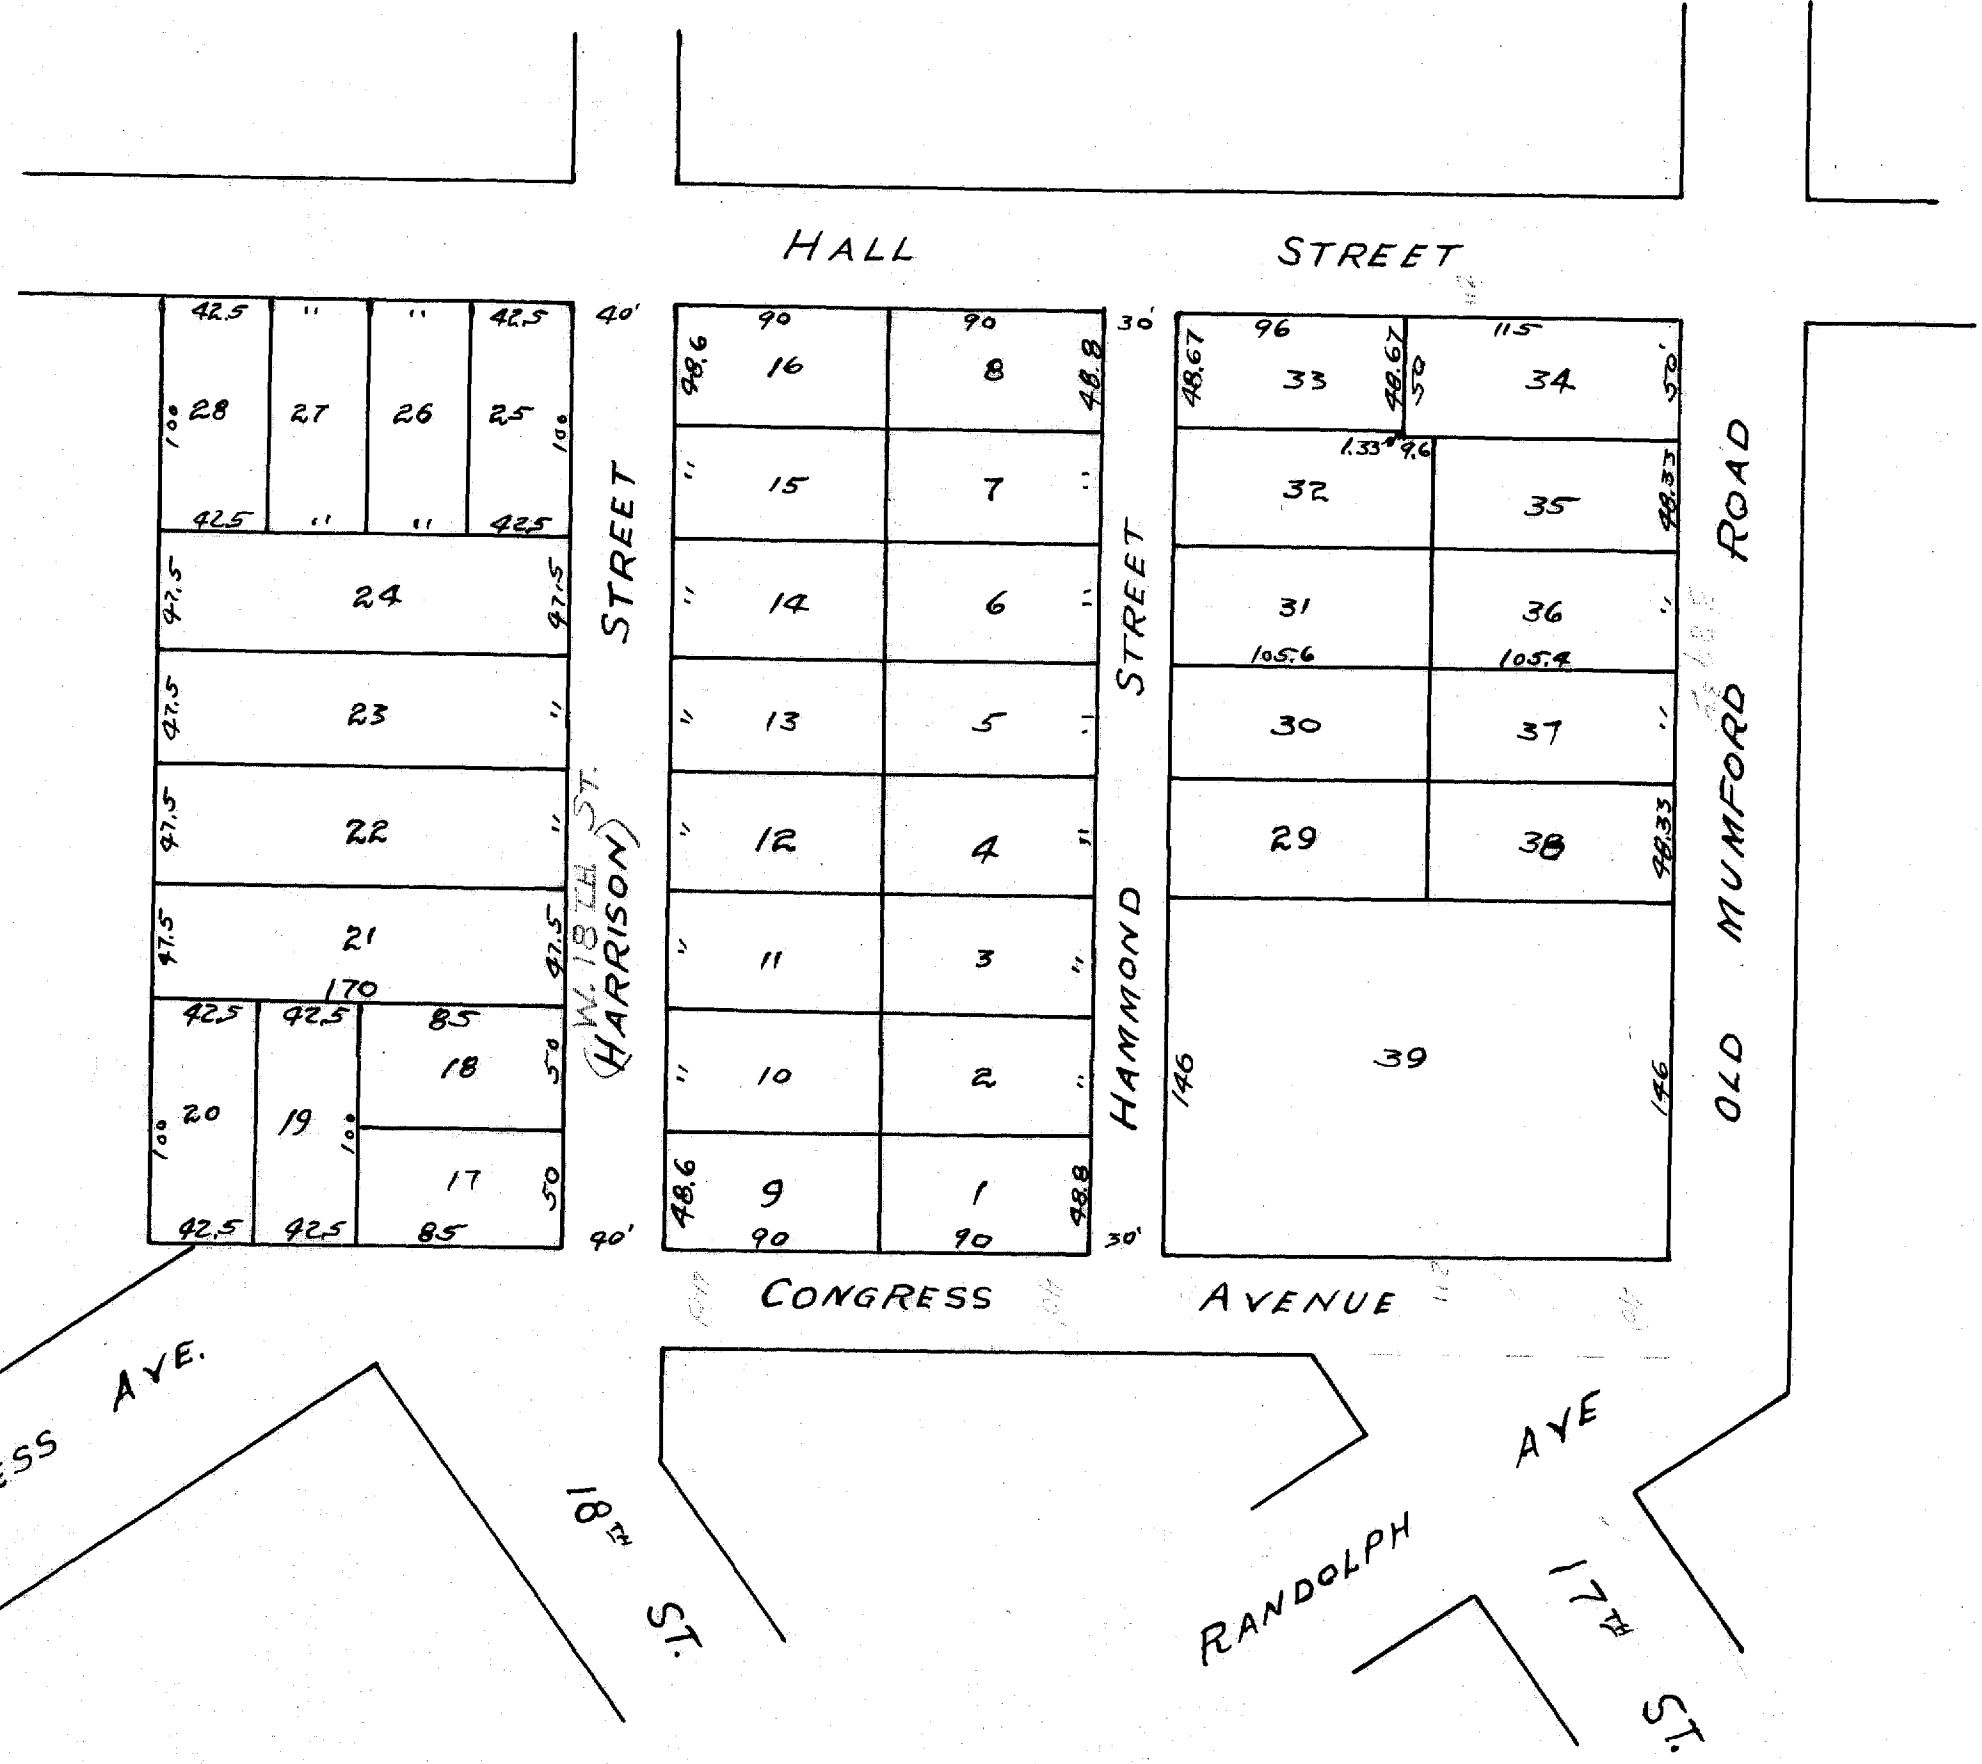 HALL STREET
42.5 " " 42.5 40' 90 90 30' 96 115
48.6 48.8 48.67 48.67 50 50'
16 8 33 34
100 28 27 26 25 100
1.33 9.6
42.5 " " 42.5
" 15 7 " 32 35 48.33
47.5 24 47.5 " 14 6 " 31 36 "
105.6 105.4
47.5 23 " " 13 5 " 30 37 "
47.5 22 " " 12 4 " 29 38 48.33
47.5 21 47.5 " 11 3 "
170
42.5 42.5 85
18 50 " 10 2 " 146 39 146
100 20 19 100
17 50 48.6 9 1 48.8
42.5 42.5 85 40' 90 90 30'
STREET
W. 18TH ST.
(HARRISON)
HAMMOND STREET
OLD MUMFORD ROAD
CONGRESS AVENUE
ESS AVE.
18TH ST.
RANDOLPH AVE
17TH ST.